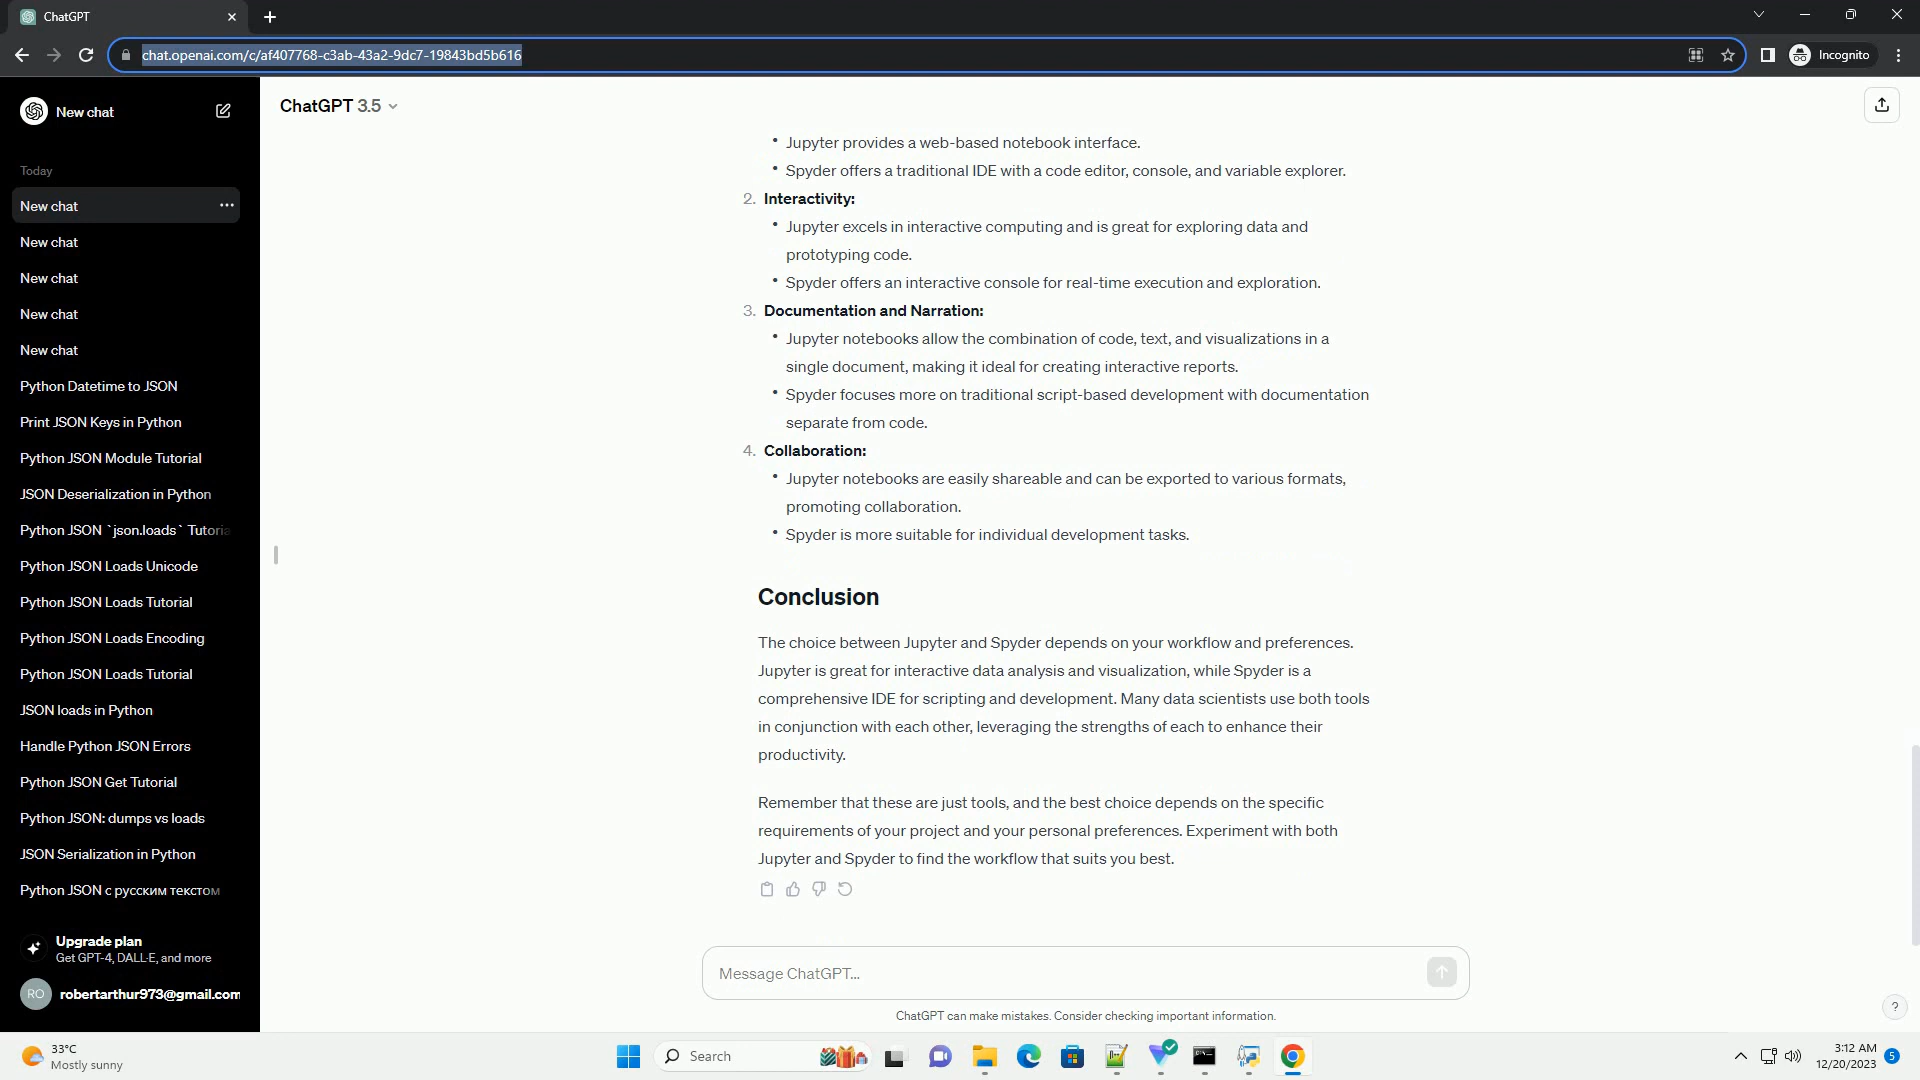 ChatGPT
chat.openai.com/c/af407768-c3ab-43a2-9dc7-19843bd5b616
Incognito
New chat
Today
New chat
New chat
New chat
New chat
New chat
Python Datetime to JSON
Print JSON Keys in Python
Python JSON Module Tutorial
JSON Deserialization in Python
Python JSON `json.loads` Tutoria
Python JSON Loads Unicode
Python JSON Loads Tutorial
Python JSON Loads Encoding
Python JSON Loads Tutorial
JSON loads in Python
Handle Python JSON Errors
Python JSON Get Tutorial
Python JSON: dumps vs loads
JSON Serialization in Python
Python JSON с русским текстом
Upgrade plan
Get GPT-4, DALL·E, and more
RO
robertarthur973@gmail.com
ChatGPT 3.5
• Jupyter provides a web-based notebook interface.
• Spyder offers a traditional IDE with a code editor, console, and variable explorer.
2. Interactivity:
• Jupyter excels in interactive computing and is great for exploring data and
prototyping code.
• Spyder offers an interactive console for real-time execution and exploration.
3. Documentation and Narration:
• Jupyter notebooks allow the combination of code, text, and visualizations in a
single document, making it ideal for creating interactive reports.
• Spyder focuses more on traditional script-based development with documentation
separate from code.
4. Collaboration:
• Jupyter notebooks are easily shareable and can be exported to various formats,
promoting collaboration.
• Spyder is more suitable for individual development tasks.
Conclusion
The choice between Jupyter and Spyder depends on your workflow and preferences.
Jupyter is great for interactive data analysis and visualization, while Spyder is a
comprehensive IDE for scripting and development. Many data scientists use both tools
in conjunction with each other, leveraging the strengths of each to enhance their
productivity.
Remember that these are just tools, and the best choice depends on the specific
requirements of your project and your personal preferences. Experiment with both
Jupyter and Spyder to find the workflow that suits you best.
Message ChatGPT...
ChatGPT can make mistakes. Consider checking important information.
?
33°C
Mostly sunny
Search
3:12 AM
12/20/2023
5